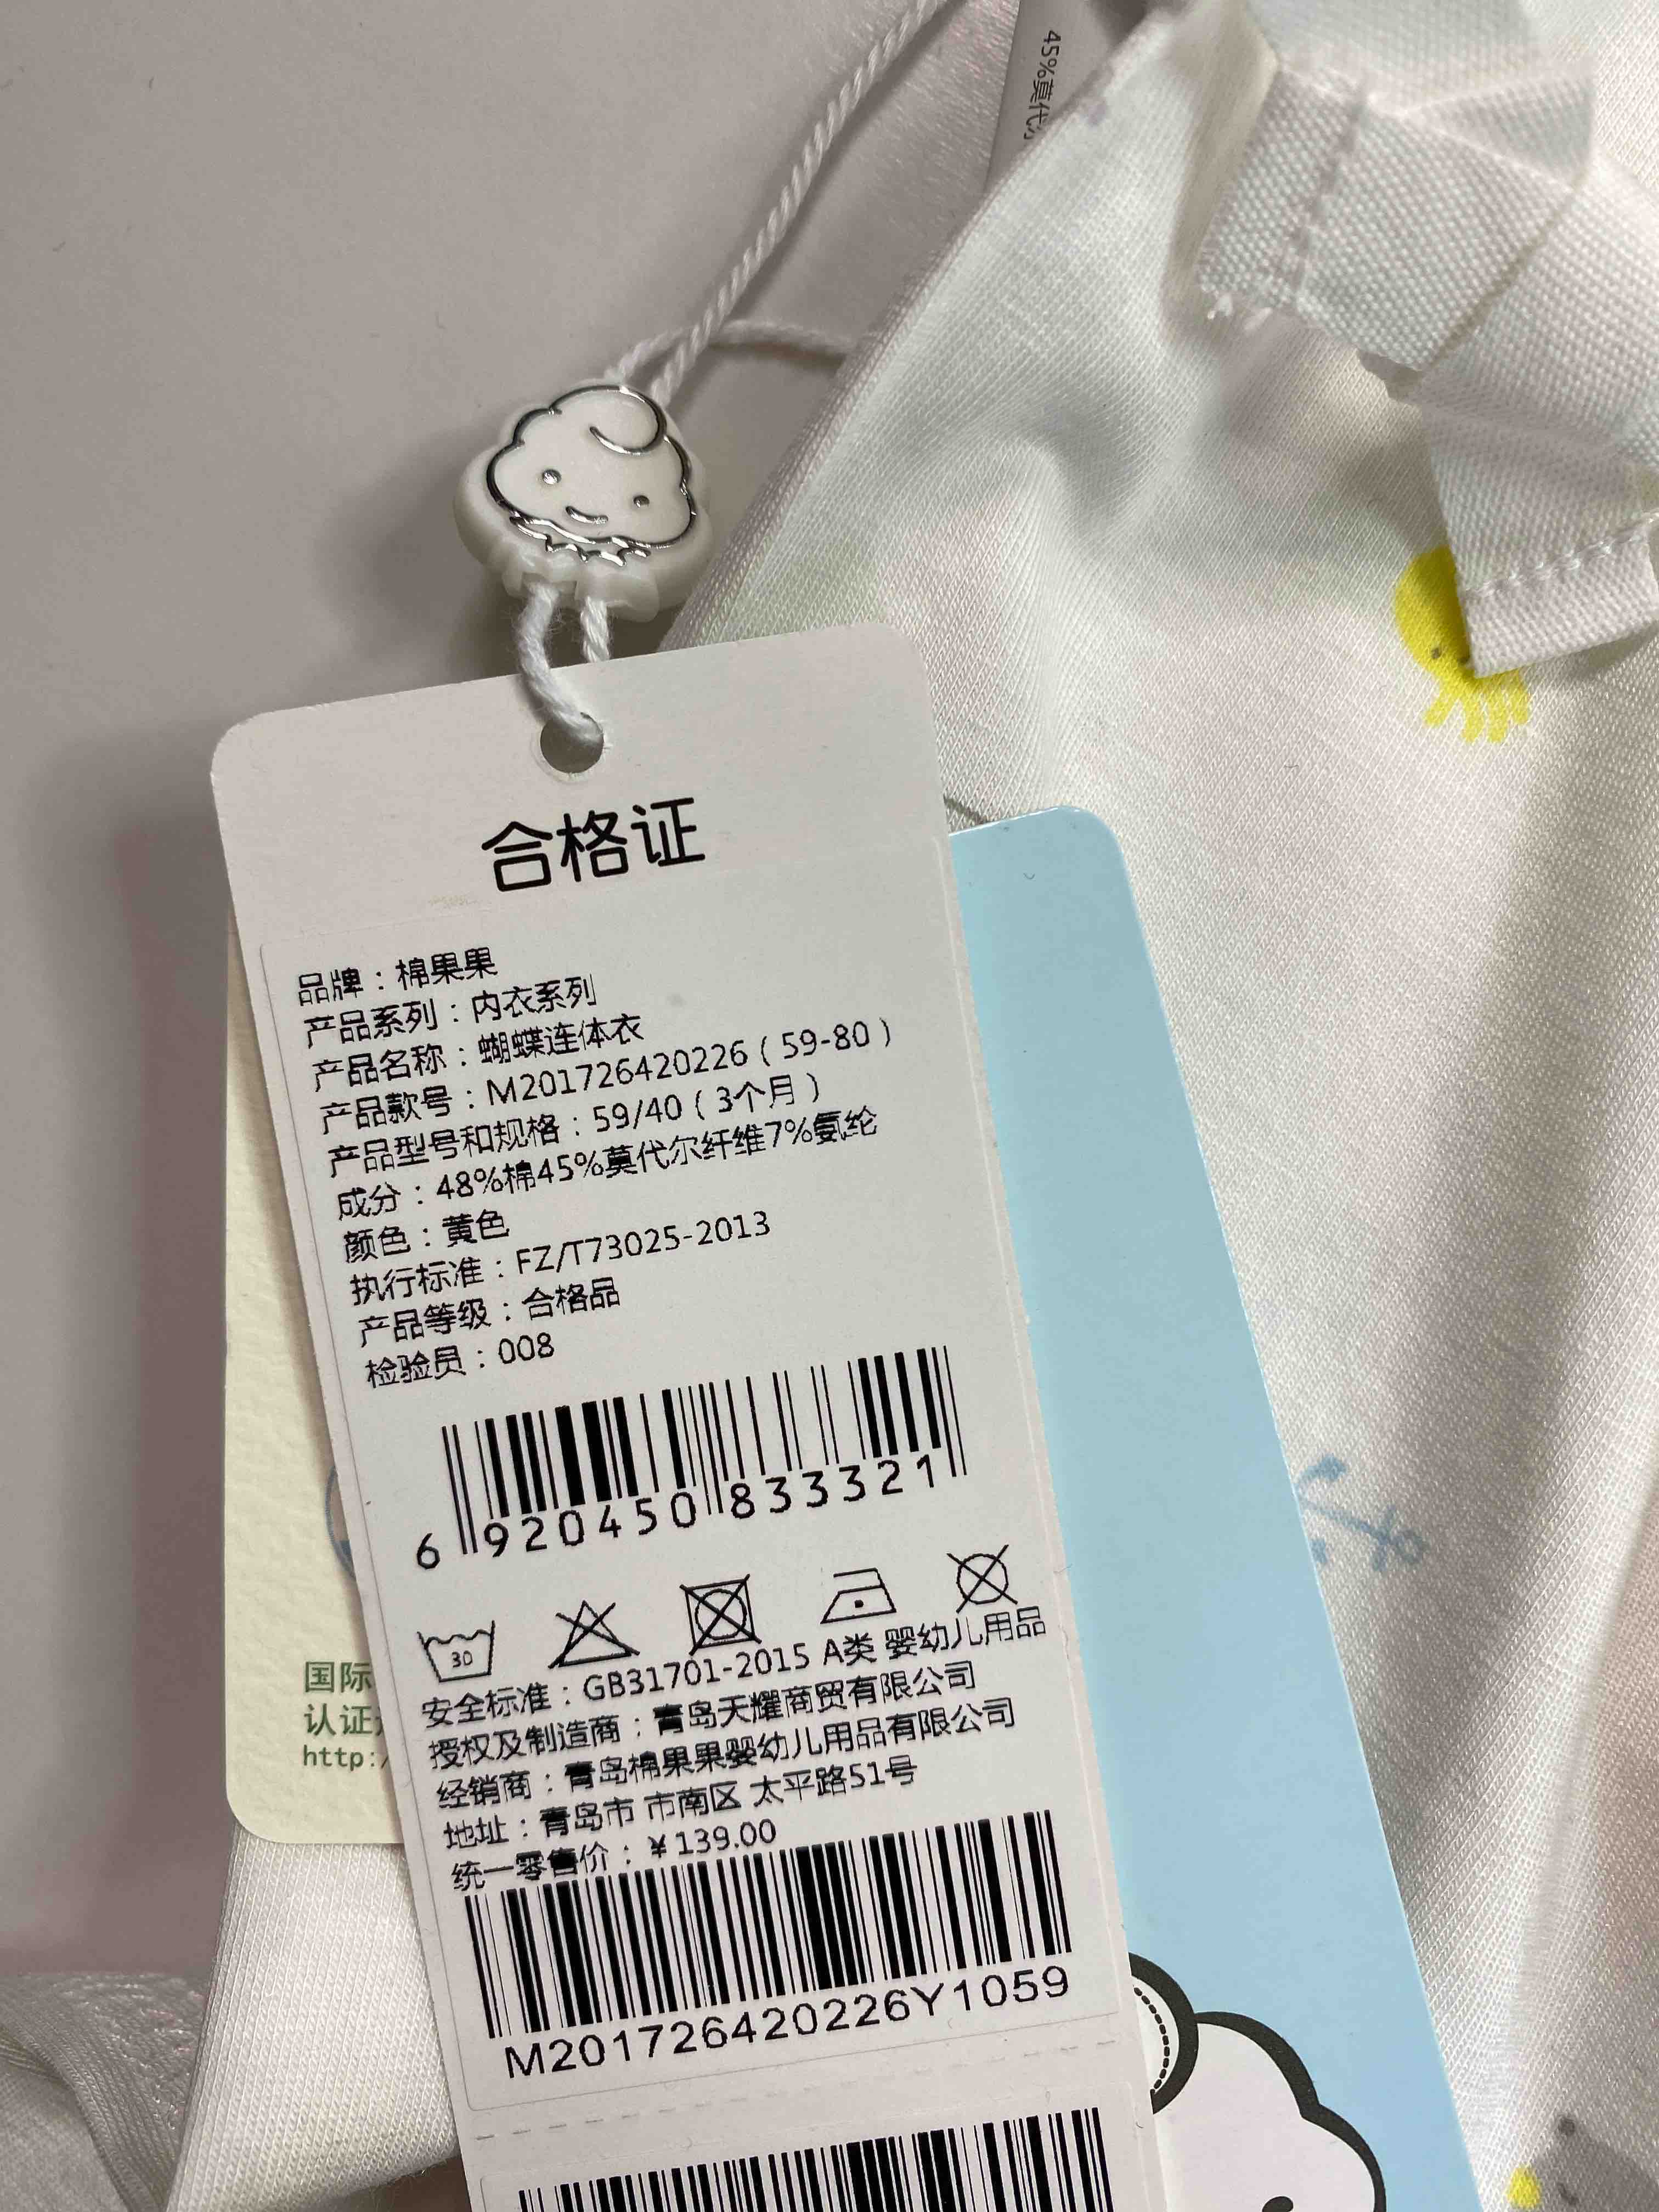 45%莫代
合格证
品牌：棉果果
产品系列：内衣系列
产品名称：蝴蝶连体衣
产品款号：M201726420226（59-80）
产品型号和规格：59/40（3个月）
成分：48%棉45%莫代尔纤维7%氨纶
颜色：黄色
执行标准：FZ/T73025-2013
产品等级：合格品
检验员：008
6 920450 833321
30
安全标准：GB31701-2015 A类 婴幼儿用品
授权及制造商：青岛天耀商贸有限公司
经销商：青岛棉果果婴幼儿用品有限公司
地址：青岛市 市南区 太平路51号
统一零售价：￥139.00
M201726420226Y1059
国际
认证
http:/